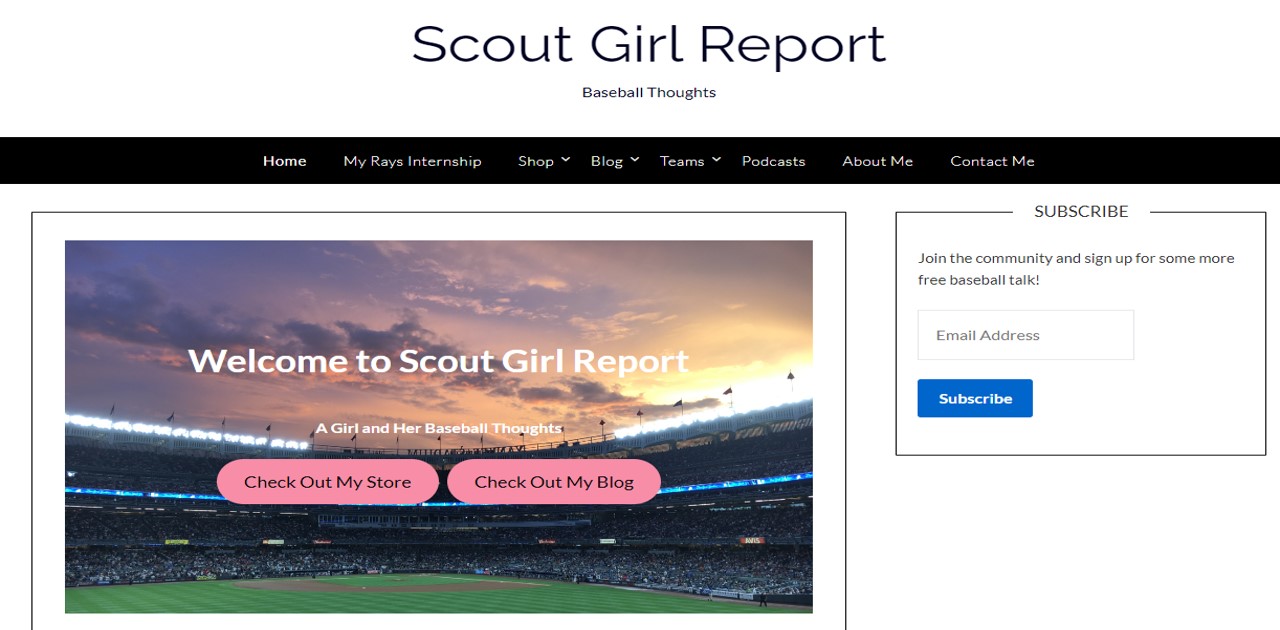 Scout Girl Report
Baseball Thoughts
Home My Rays Internship Shop Blog Teams Podcasts About Me Contact Me
SUBSCRIBE
Join the community and sign up for some more
free baseball talk!
Email Address
Subscribe
Welcome to Scout Girl Report
A Girl and Her Baseball Thoughts
Check Out My Store Check Out My Blog